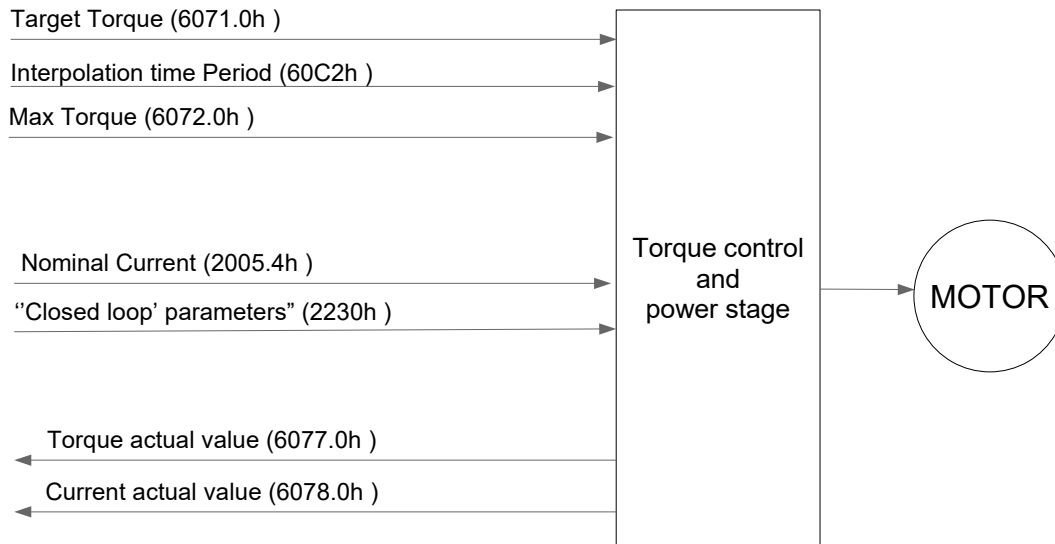 Target Torque (6071.0h )
Interpolation time Period (60C2h )
Max Torque (6072.0h )
Nominal Current (2005.4h )
‘’Closed loop’ parameters” (2230h )
Torque actual value (6077.0h )
Current actual value (6078.0h )
Torque control
and
power stage
MOTOR